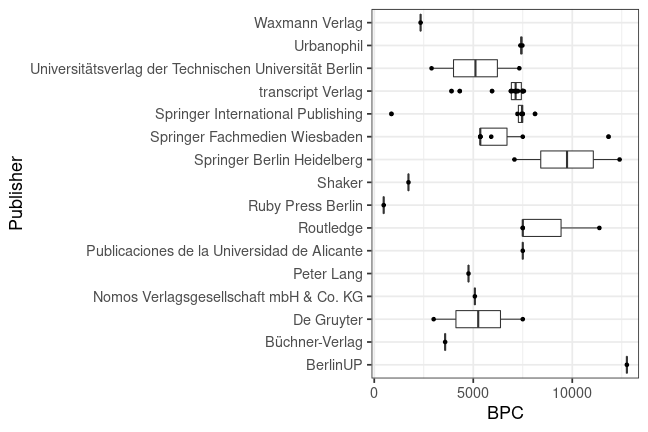 Waxmann Verlag
Urbanophil
Universitätsverlag der Technischen Universität Berlin
transcript Verlag
Springer International Publishing
Springer Fachmedien Wiesbaden
Springer Berlin Heidelberg
Shaker
Ruby Press Berlin
Routledge
Publicaciones de la Universidad de Alicante
Peter Lang
Nomos Verlagsgesellschaft mbH & Co. KG
De Gruyter
Büchner-Verlag
BerlinUP
Publisher
0 5000 10000
BPC